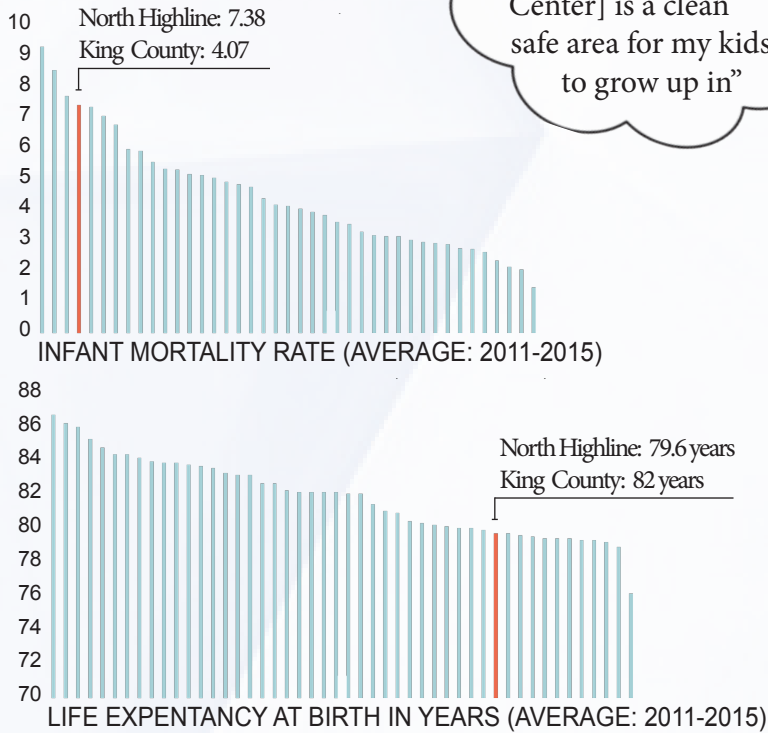 Center] is a clean
safe area for my kids
to grow up in”
North Highline: 7.38
King County: 4.07
10
9
8
7
6
5
4
3
2
1
0
INFANT MORTALITY RATE (AVERAGE: 2011-2015)
88
86
84
82
80
78
76
74
72
70
North Highline: 79.6 years
King County: 82 years
LIFE EXPENTANCY AT BIRTH IN YEARS (AVERAGE: 2011-2015)